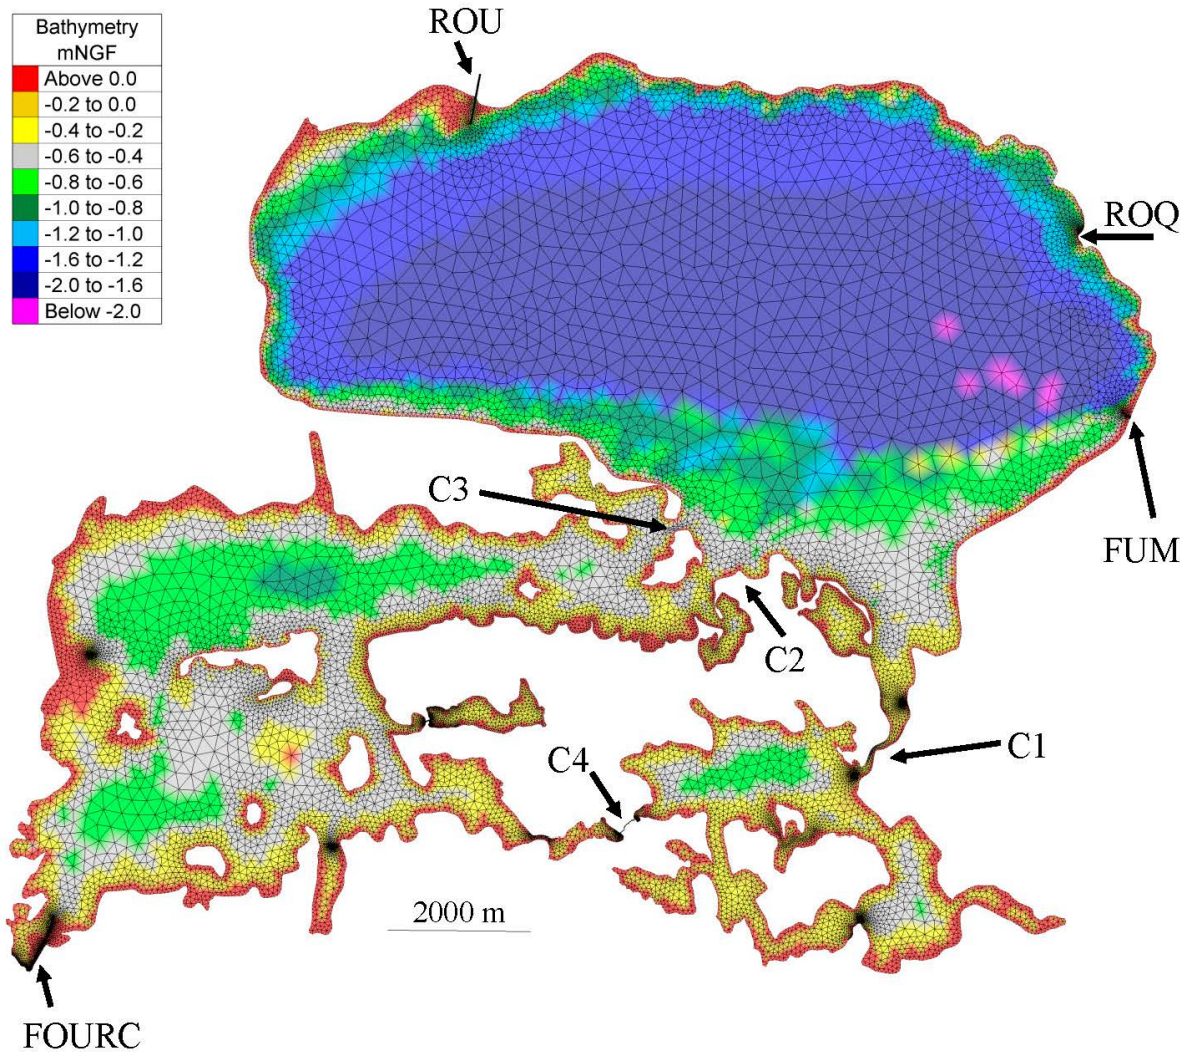 Bathymetry
mNGF
Above 0.0
-0.2 to 0.0
-0.4 to -0.2
-0.6 to -0.4
-0.8 to -0.6
-1.0 to -0.8
-1.2 to -1.0
-1.6 to -1.2
-2.0 to -1.6
Below -2.0
ROU
ROQ
C3
FUM
C2
C1
C4
2000 m
FOURC